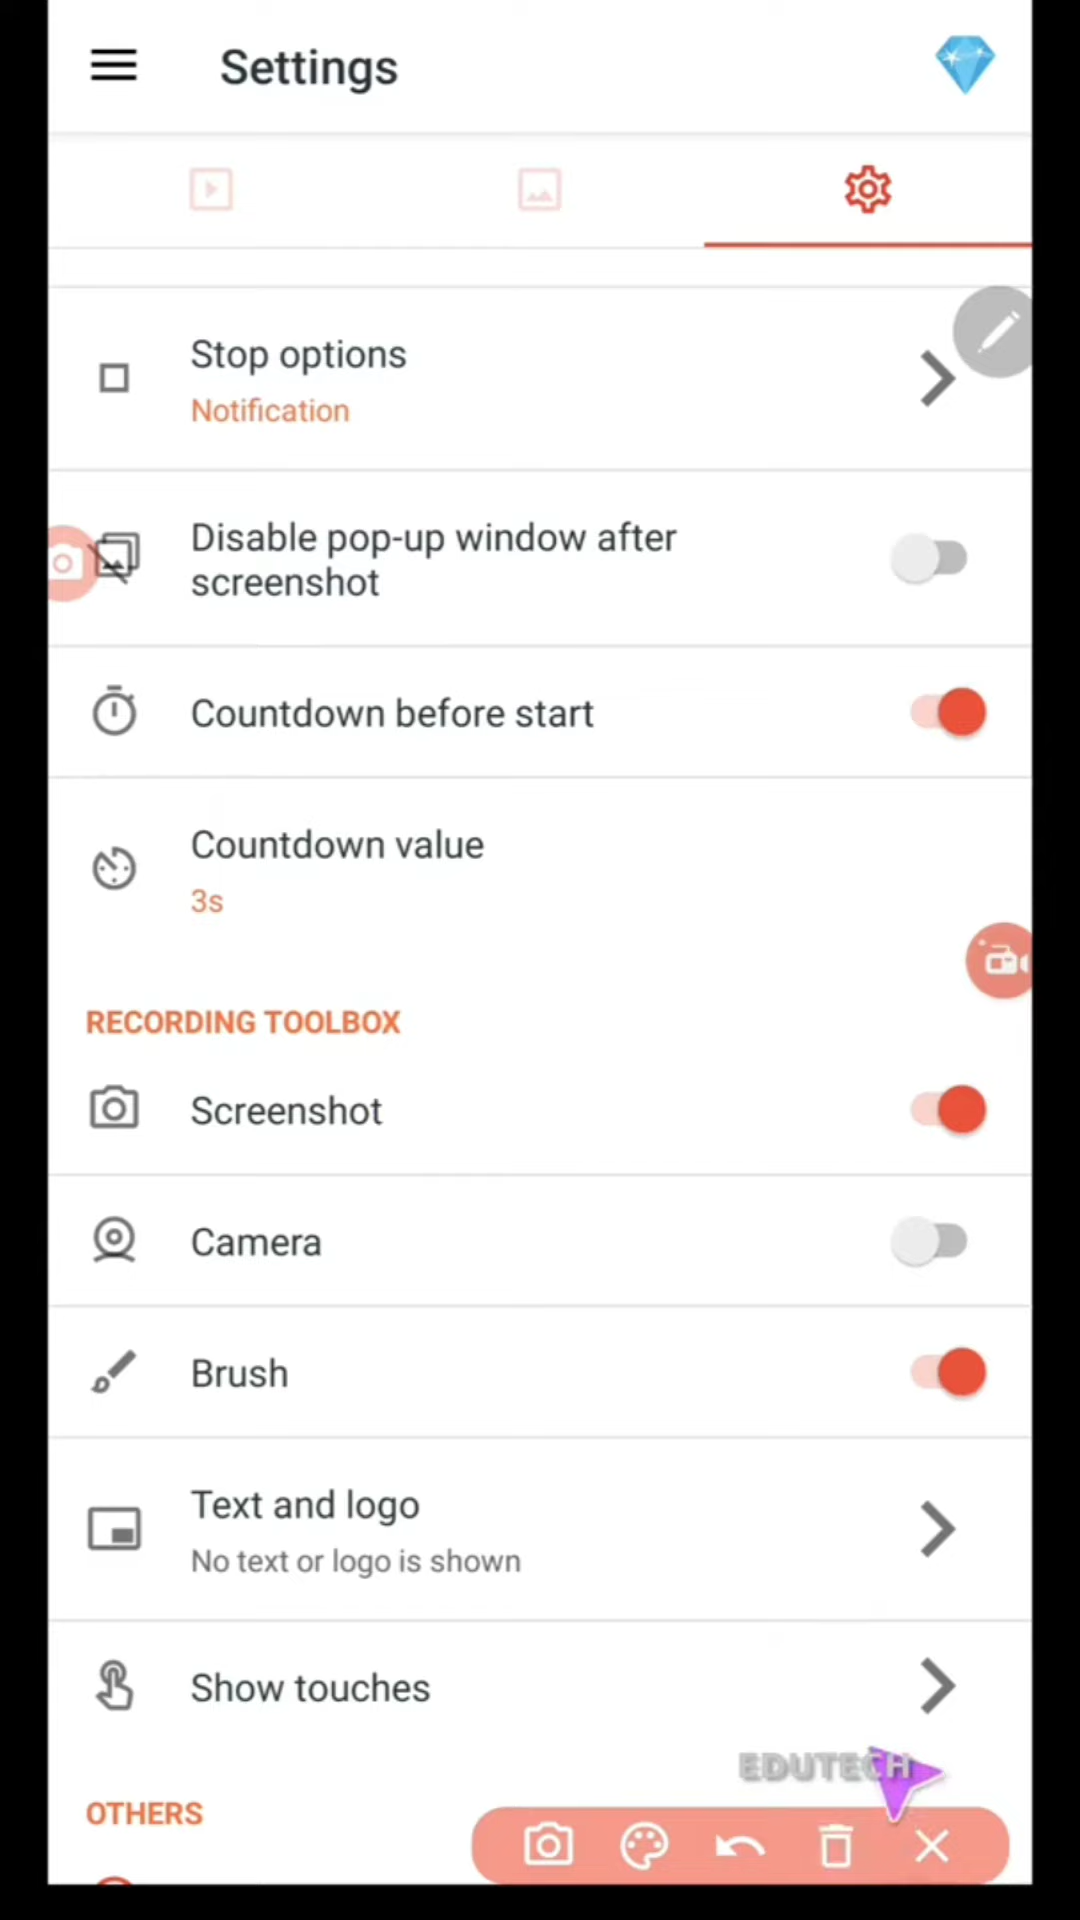 Settings
Stop options
Notification
Disable pop-up window after
screenshot
Countdown before start
Countdown value
3s
RECORDING TOOLBOX
Screenshot
Camera
Brush
Text and logo
No text or logo is shown
Show touches
EDUTECH
OTHERS